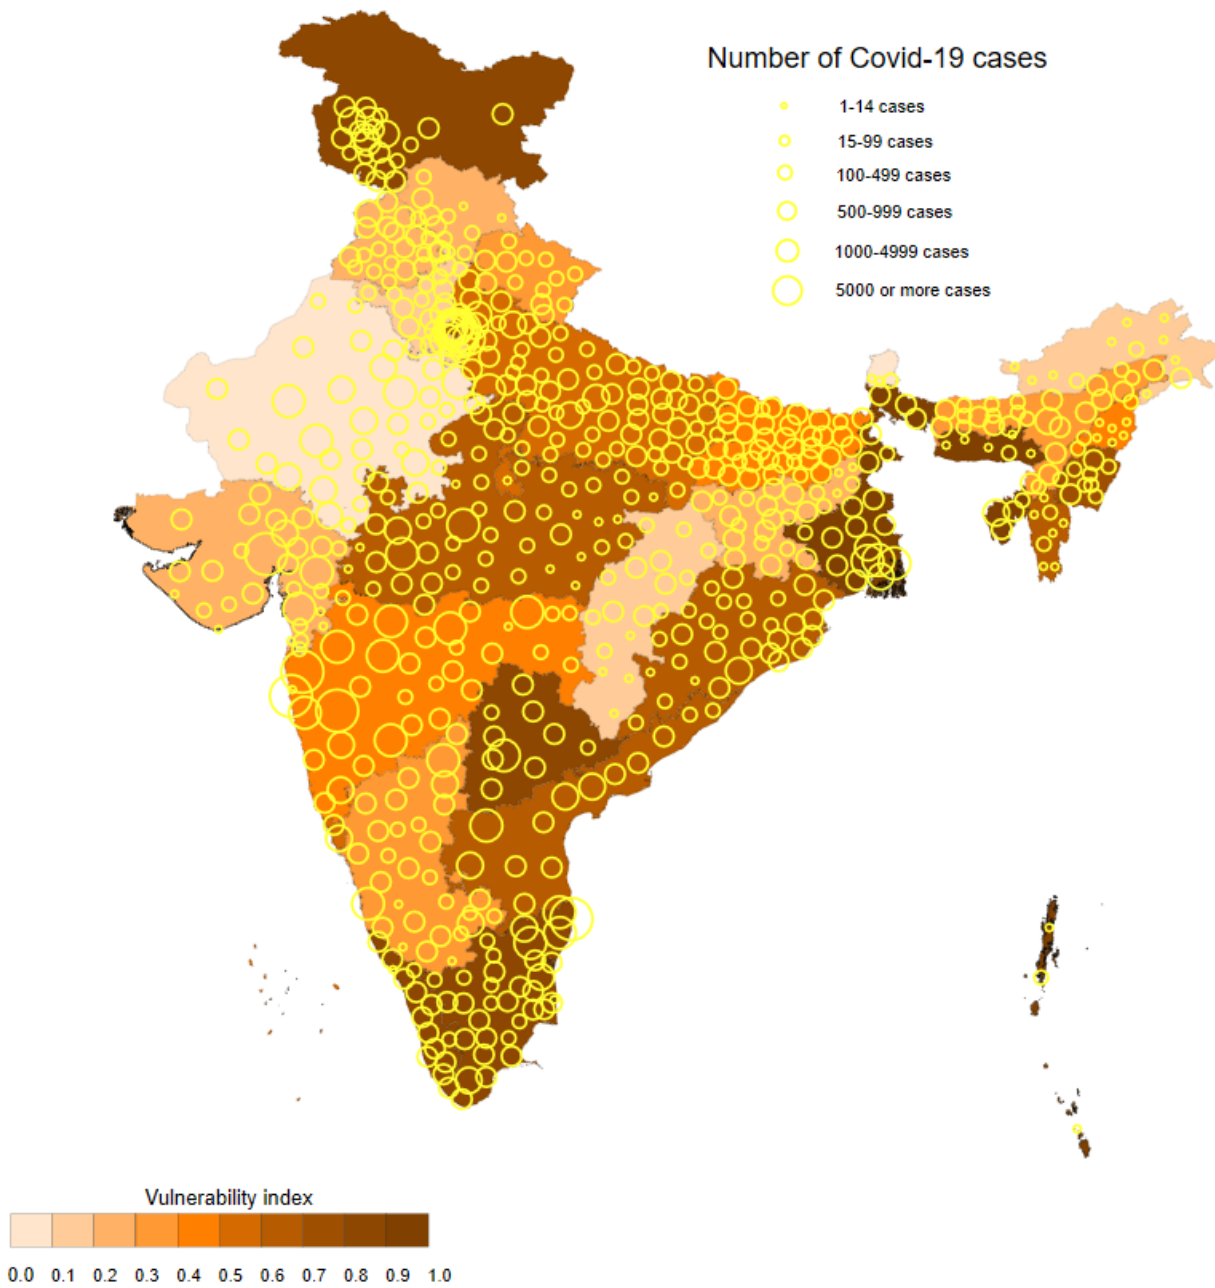 Number of Covid-19 cases
1-14 cases
15-99 cases
100-499 cases
500-999 cases
1000-4999 cases
5000 or more cases
Vulnerability index
0.0 0.1 0.2 0.3 0.4 0.5 0.6 0.7 0.8 0.9 1.0